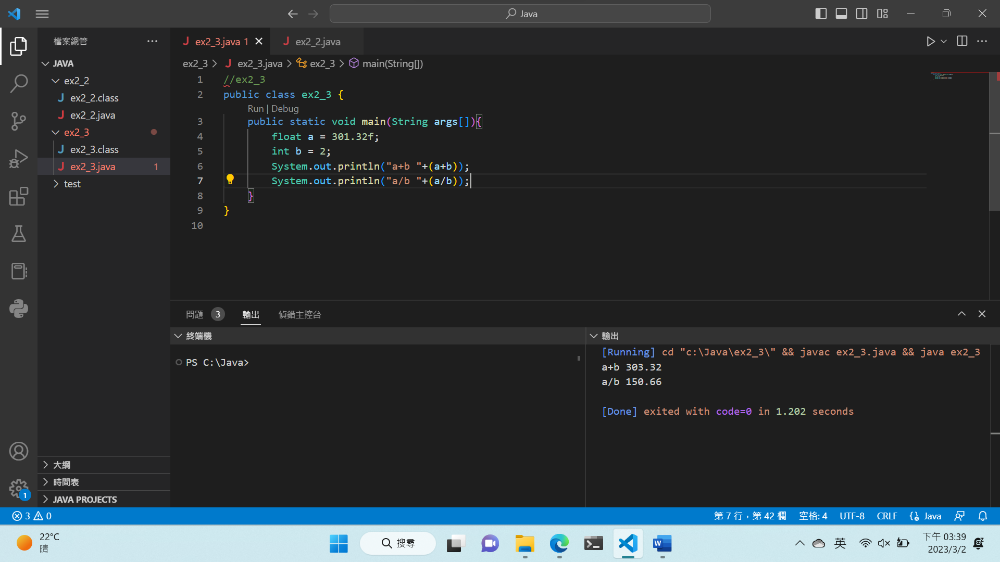 Java
檔案總管
ex2_3.java 1
ex2_2.java
JAVA
ex2_2
ex2_2.class
ex2_2.java
ex2_3
ex2_3.class
ex2_3.java 1
test
大綱
時間表
JAVA PROJECTS
ex2_3 > ex2_3.java > ex2_3 > main(String[])
1 //ex2_3
2 public class ex2_3 {
Run | Debug
3 public static void main(String args[]){
4 float a = 301.32f;
5 int b = 2;
6 System.out.println("a+b "+(a+b));
7 System.out.println("a/b "+(a/b));
8 }
9 }
10
問題 3 輸出 偵錯主控台
終端機
PS C:\Java>
輸出
[Running] cd "c:\Java\ex2_3\" && javac ex2_3.java && java ex2_3
a+b 303.32
a/b 150.66
[Done] exited with code=0 in 1.202 seconds
1
3 0
第 7 行，第 42 欄 空格: 4 UTF-8 CRLF Java
22°C
晴
搜尋
W
英
下午 03:39
2023/3/2